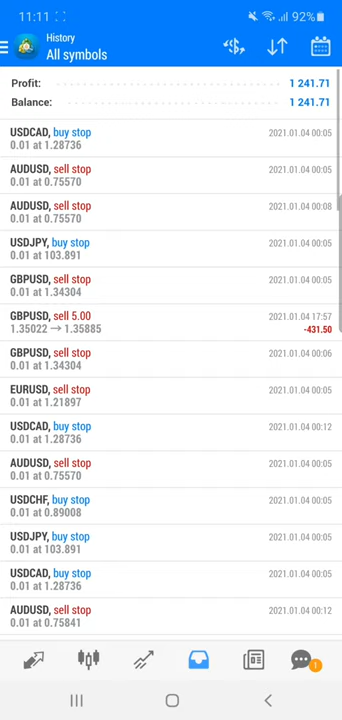 11:11 92%
History
All symbols
Profit: 1 241.71
Balance: 1 241.71
USDCAD, buy stop 2021.01.04 00:05
0.01 at 1.28736
AUDUSD, sell stop 2021.01.04 00:05
0.01 at 0.75570
AUDUSD, sell stop 2021.01.04 00:08
0.01 at 0.75570
USDJPY, buy stop 2021.01.04 00:05
0.01 at 103.891
GBPUSD, sell stop 2021.01.04 00:05
0.01 at 1.34304
GBPUSD, sell 5.00 2021.01.04 17:57
1.35022 → 1.35885 -431.50
GBPUSD, sell stop 2021.01.04 00:06
0.01 at 1.34304
EURUSD, sell stop 2021.01.04 00:05
0.01 at 1.21897
USDCAD, buy stop 2021.01.04 00:12
0.01 at 1.28736
AUDUSD, sell stop 2021.01.04 00:05
0.01 at 0.75570
USDCHF, buy stop 2021.01.04 00:05
0.01 at 0.89008
USDJPY, buy stop 2021.01.04 00:05
0.01 at 103.891
USDCAD, buy stop 2021.01.04 00:05
0.01 at 1.28736
AUDUSD, sell stop 2021.01.04 00:12
0.01 at 0.75841
1